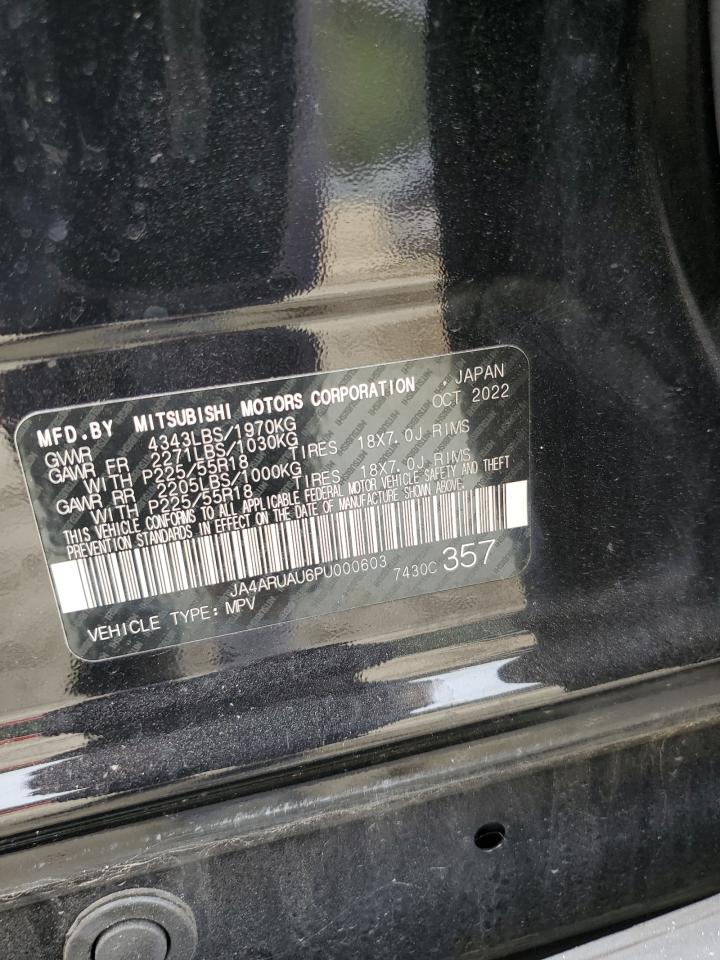 MFD.BY MITSUBISHI MOTORS CORPORATION JAPAN
GVWR 4343LBS/1970KG OCT 2022
GAWR FR 2271LBS/1030KG
WITH P225/55R18 TIRES 18X7.0J RIMS
GAWR RR 2205LBS/1000KG
WITH P225/55R18 TIRES 18X7.0J RIMS
THIS VEHICLE CONFORMS TO ALL APPLICABLE FEDERAL MOTOR VEHICLE SAFETY AND THEFT
PREVENTION STANDARDS IN EFFECT ON THE DATE OF MANUFACTURE SHOWN ABOVE.
JA4ARUAU6PU000603 7430C 357
VEHICLE TYPE: MPV